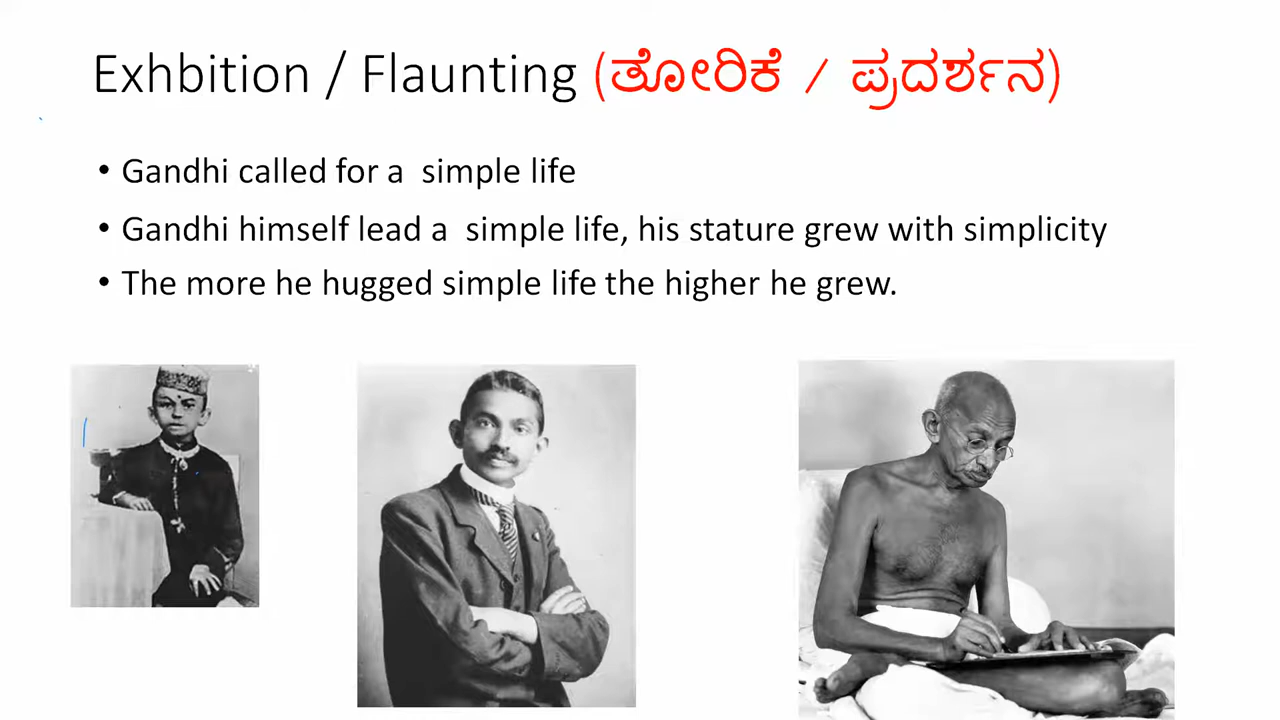 Exhbition / Flaunting (ತೋರಿಕೆ / ಪ್ರದರ್ಶನ)
• Gandhi called for a simple life
• Gandhi himself lead a simple life, his stature grew with simplicity
• The more he hugged simple life the higher he grew.